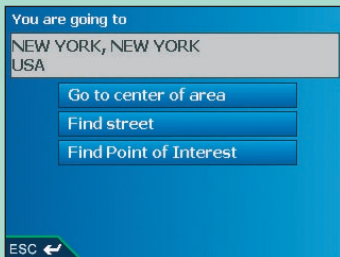 You are going to
NEW YORK, NEW YORK
USA
Go to center of area
Find street
Find Point of Interest
ESC